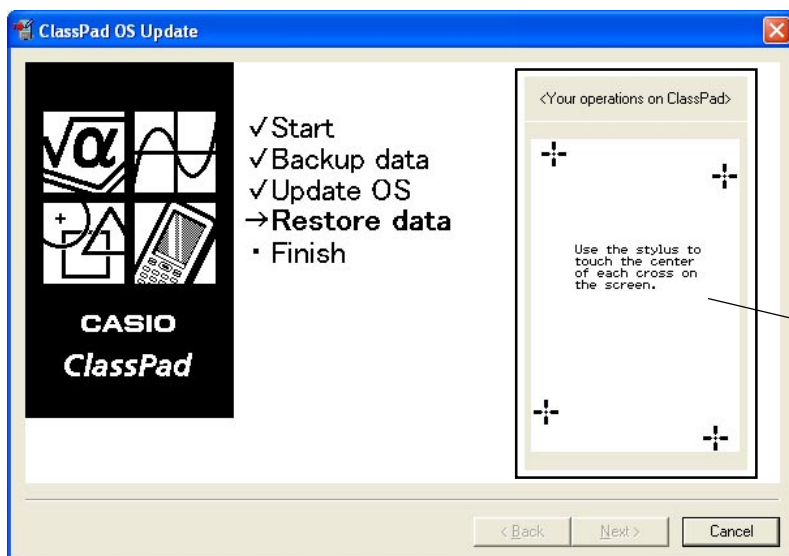 ClassPad OS Update
√α
✓Start
✓Backup data
✓Update OS
→Restore data
・Finish
CASIO
ClassPad
<Your operations on ClassPad>
Use the stylus to
touch the center
of each cross on
the screen.
< Back
Next >
Cancel